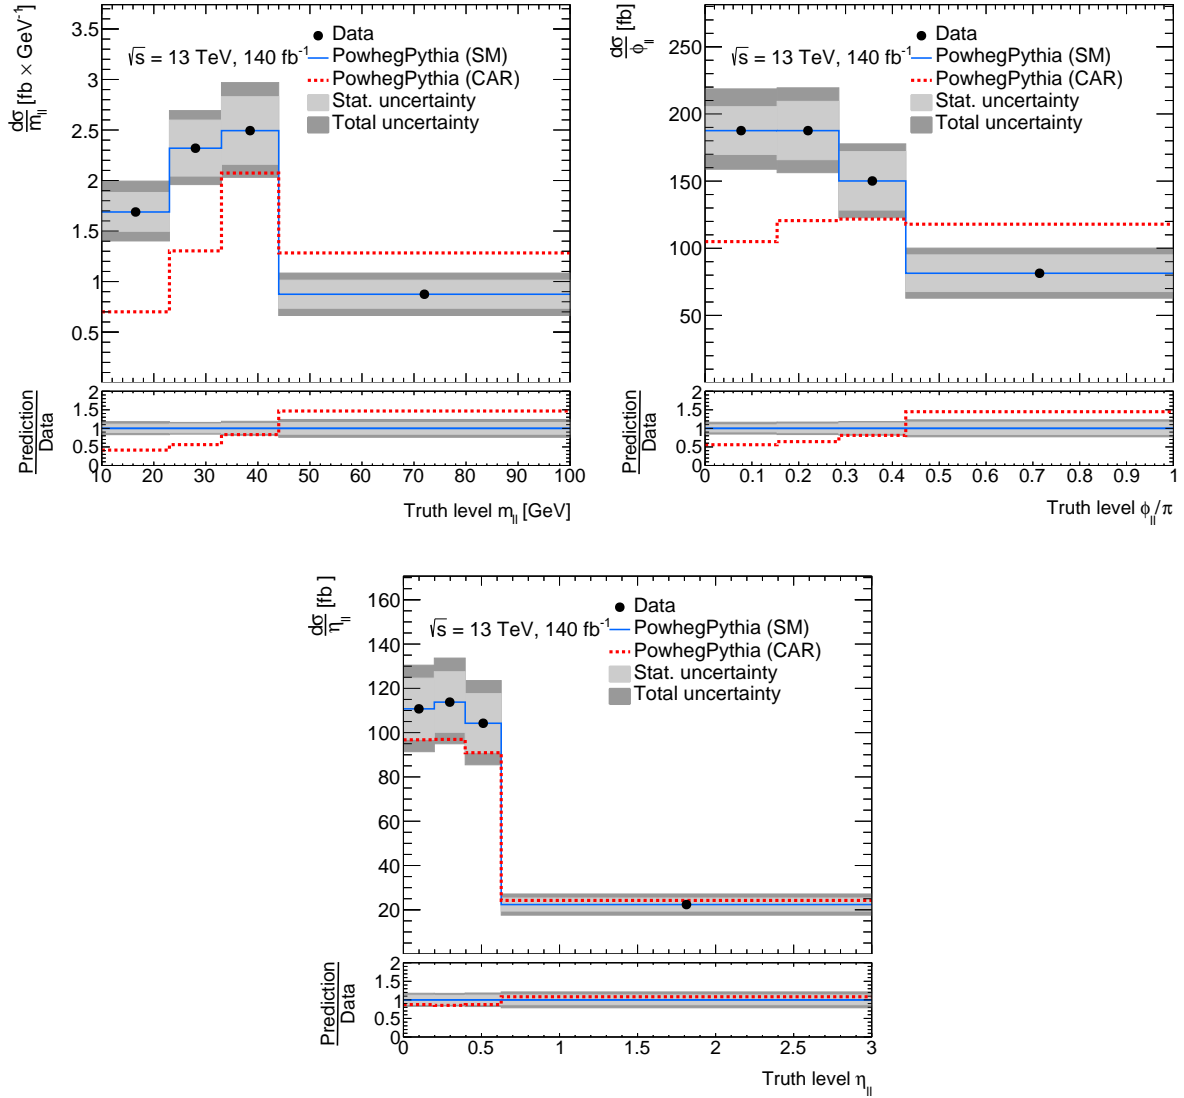 dσ/m_ll [fb × GeV⁻¹]
√s = 13 TeV, 140 fb⁻¹
Data
PowhegPythia (SM)
PowhegPythia (CAR)
Stat. uncertainty
Total uncertainty
3.5
3
2.5
2
1.5
1
0.5
Prediction
Data
2
1.5
1
0.5
0
10 20 30 40 50 60 70 80 90 100
Truth level m_ll [GeV]
dσ/ϕ_ll [fb]
√s = 13 TeV, 140 fb⁻¹
Data
PowhegPythia (SM)
PowhegPythia (CAR)
Stat. uncertainty
Total uncertainty
250
200
150
100
50
Prediction
Data
2
1.5
1
0.5
0
0 0.1 0.2 0.3 0.4 0.5 0.6 0.7 0.8 0.9 1
Truth level ϕ_ll/π
dσ/η_ll [fb]
√s = 13 TeV, 140 fb⁻¹
Data
PowhegPythia (SM)
PowhegPythia (CAR)
Stat. uncertainty
Total uncertainty
160
140
120
100
80
60
40
20
Prediction
Data
2
1.5
1
0.5
0
0 0.5 1 1.5 2 2.5 3
Truth level η_ll